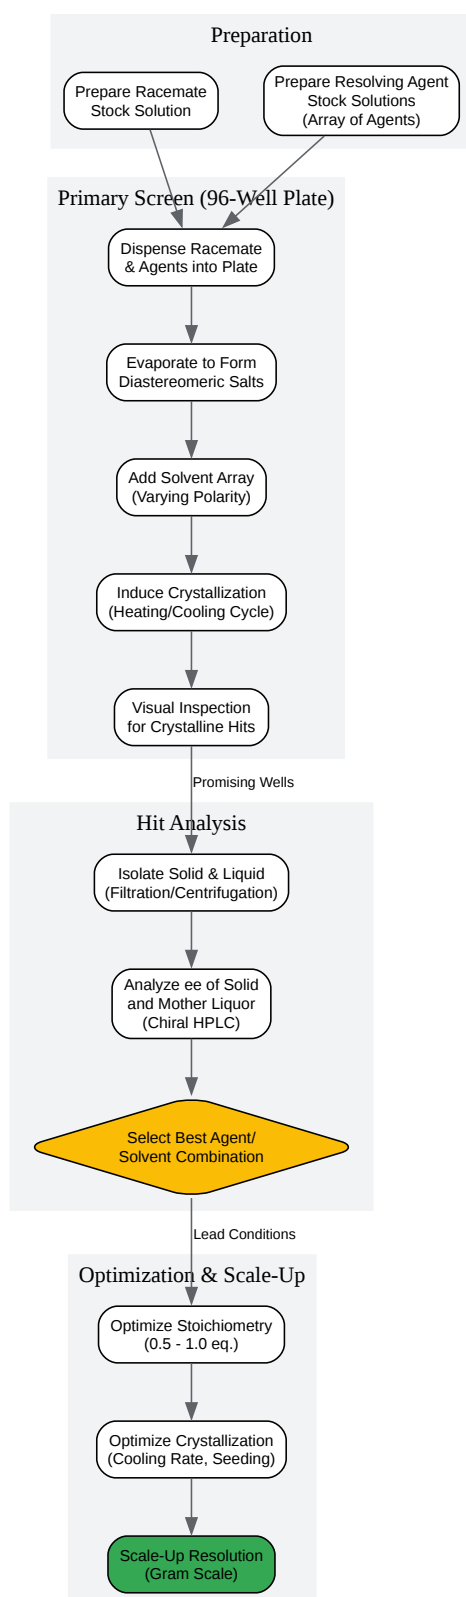 Preparation
Prepare Racemate
Stock Solution
Prepare Resolving Agent
Stock Solutions
(Array of Agents)
Primary Screen (96-Well Plate)
Dispense Racemate
& Agents into Plate
Evaporate to Form
Diastereomeric Salts
Add Solvent Array
(Varying Polarity)
Induce Crystallization
(Heating/Cooling Cycle)
Visual Inspection
for Crystalline Hits
Promising Wells
Hit Analysis
Isolate Solid & Liquid
(Filtration/Centrifugation)
Analyze ee of Solid
and Mother Liquor
(Chiral HPLC)
Select Best Agent/
Solvent Combination
Lead Conditions
Optimization & Scale-Up
Optimize Stoichiometry
(0.5 - 1.0 eq.)
Optimize Crystallization
(Cooling Rate, Seeding)
Scale-Up Resolution
(Gram Scale)